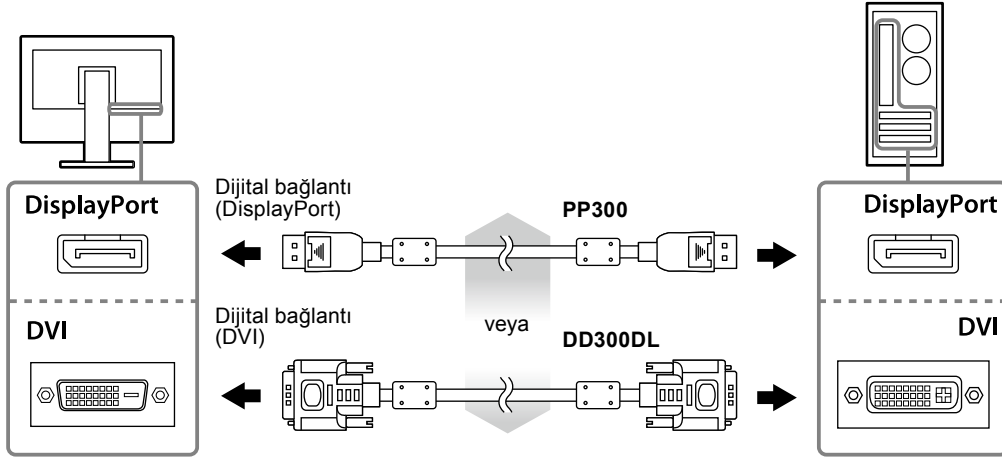 DisplayPort
Dijital bağlantı
(DisplayPort)
PP300
DisplayPort
DVI
Dijital bağlantı
(DVI)
veya
DD300DL
DVI